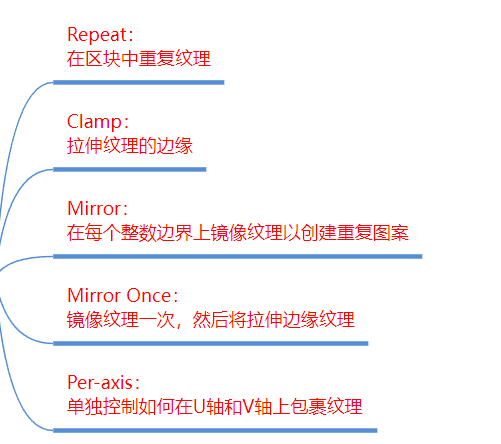 Repeat：
在区块中重复纹理
Clamp：
拉伸纹理的边缘
Mirror：
在每个整数边界上镜像纹理以创建重复图案
Mirror Once：
镜像纹理一次，然后将拉伸边缘纹理
Per-axis：
单独控制如何在U轴和V轴上包裹纹理